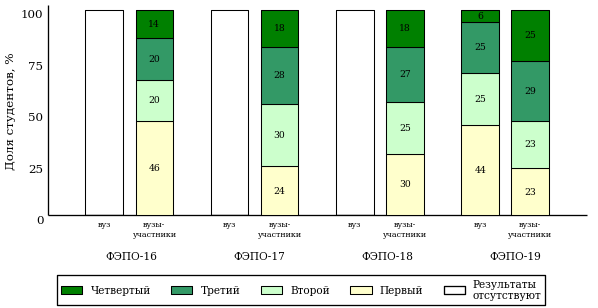 Доля студентов, %
100
75
50
25
0
14
20
20
46
18
28
30
24
18
27
25
30
6
25
25
44
25
29
23
23
вуз
вузы-
участники
вуз
вузы-
участники
вуз
вузы-
участники
вуз
вузы-
участники
ФЭПО-16
ФЭПО-17
ФЭПО-18
ФЭПО-19
Четвертый
Третий
Второй
Первый
Результаты
отсутствуют